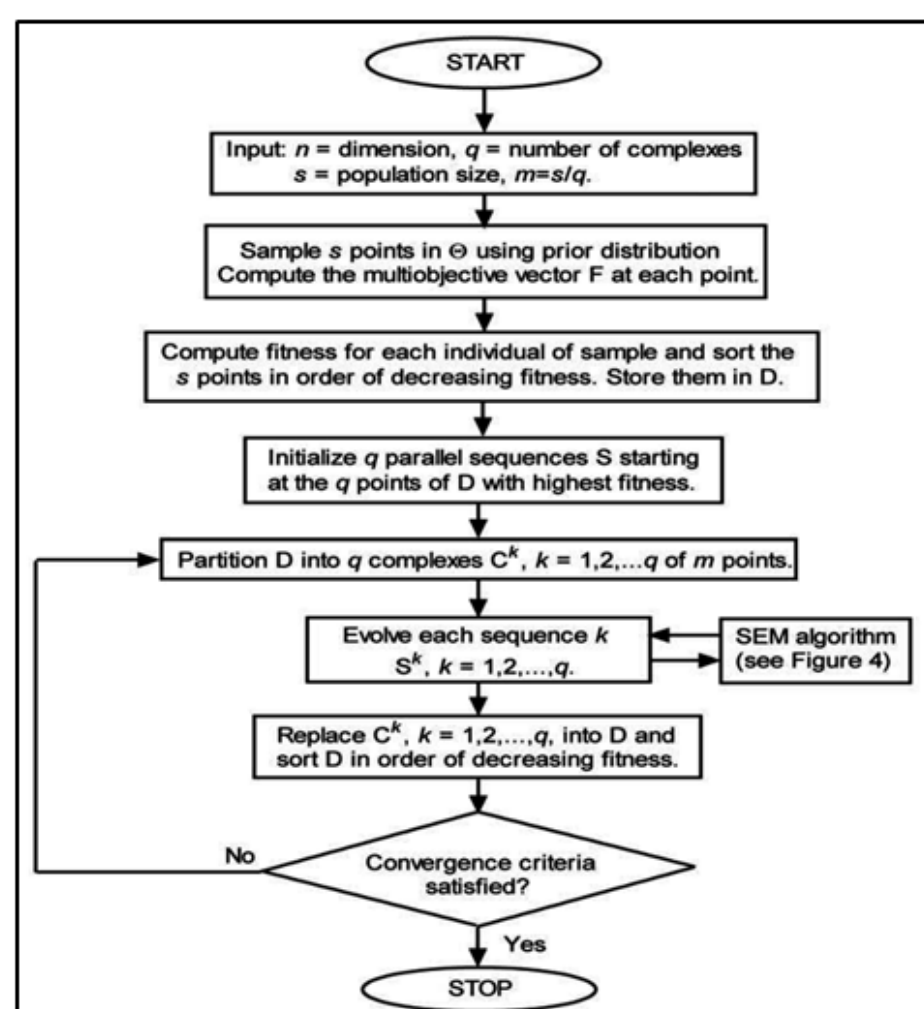 START
Input: n = dimension, q = number of complexes
s = population size, m=s/q.
Sample s points in Θ using prior distribution
Compute the multiobjective vector F at each point.
Compute fitness for each individual of sample and sort the
s points in order of decreasing fitness. Store them in D.
Initialize q parallel sequences S starting
at the q points of D with highest fitness.
Partition D into q complexes C^k, k = 1,2,...q of m points.
Evolve each sequence k
S^k, k = 1,2,...,q.
SEM algorithm
(see Figure 4)
Replace C^k, k = 1,2,...,q, into D and
sort D in order of decreasing fitness.
No
Convergence criteria
satisfied?
Yes
STOP